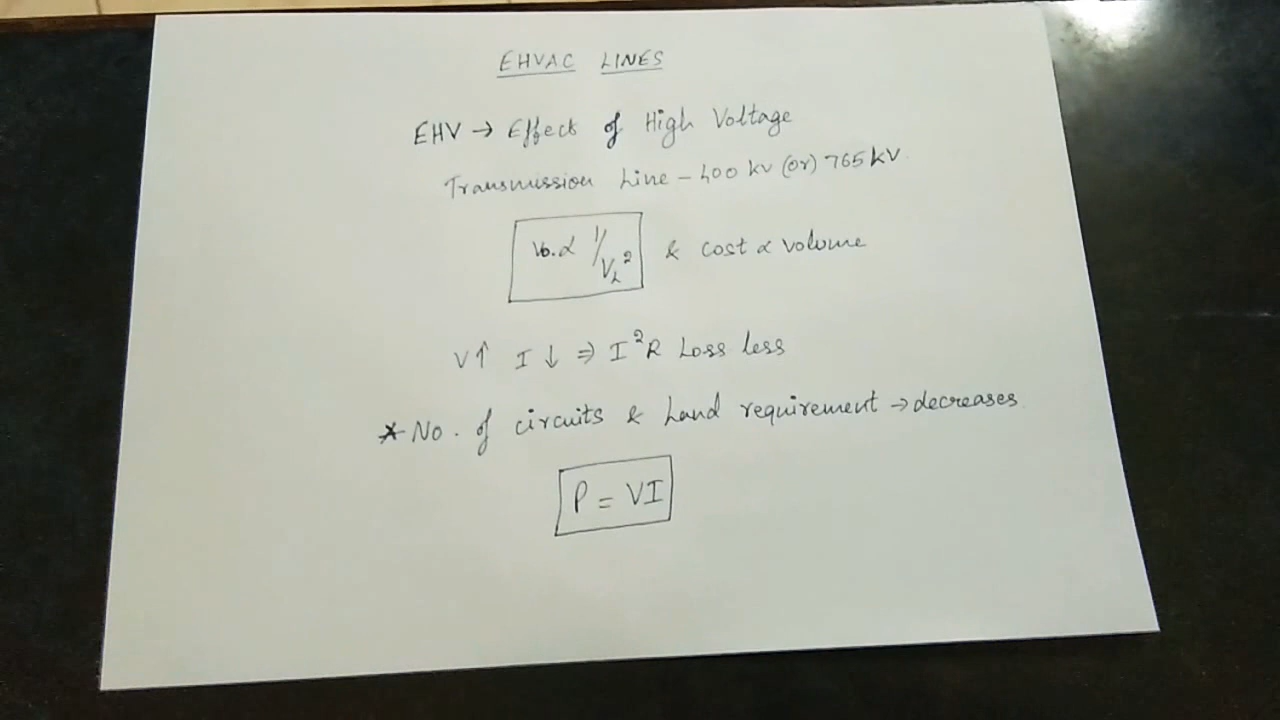 EHVAC LINES
EHV → Effect of High Voltage
Transmission Line - 400 kv (or) 765 kV.
Vo. ∝ 1/V_L² & cost ∝ volume
V↑ I↓ ⇒ I²R Loss less
* No. of circuits & Land requirement → decreases.
P = VI